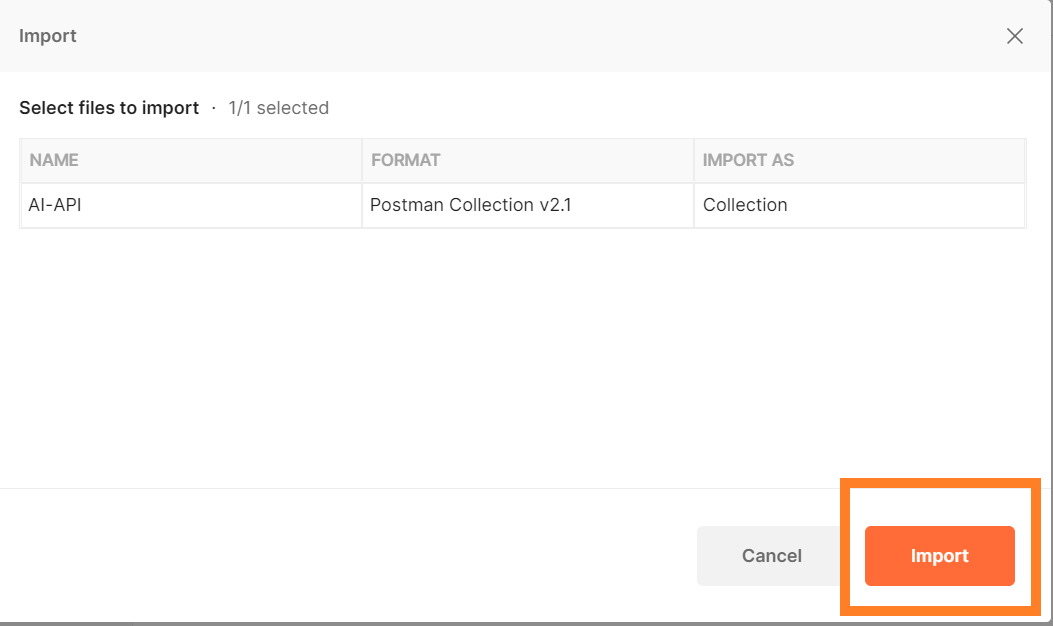 Import
Select files to import · 1/1 selected
NAME FORMAT IMPORT AS
AI-API Postman Collection v2.1 Collection
Cancel Import